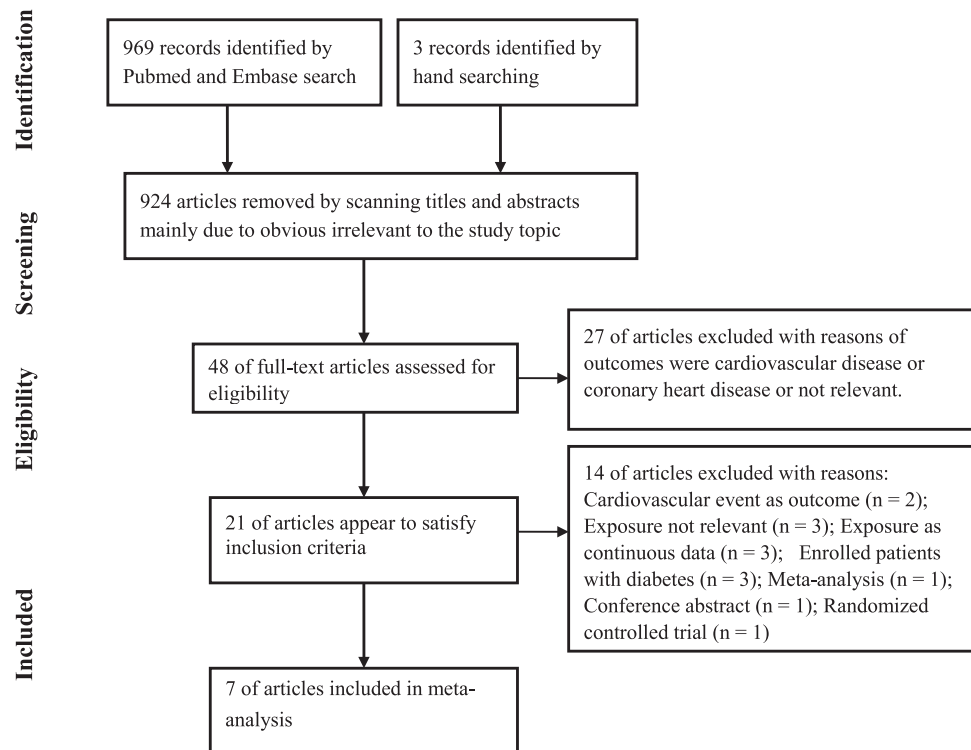 Identification
969 records identified by
Pubmed and Embase search
3 records identified by
hand searching
Screening
924 articles removed by scanning titles and abstracts
mainly due to obvious irrelevant to the study topic
Eligibility
48 of full-text articles assessed for
eligibility
27 of articles excluded with reasons of
outcomes were cardiovascular disease or
coronary heart disease or not relevant.
21 of articles appear to satisfy
inclusion criteria
14 of articles excluded with reasons:
Cardiovascular event as outcome (n = 2);
Exposure not relevant (n = 3); Exposure as
continuous data (n = 3); Enrolled patients
with diabetes (n = 3); Meta-analysis (n = 1);
Conference abstract (n = 1); Randomized
controlled trial (n = 1)
Included
7 of articles included in meta-
analysis